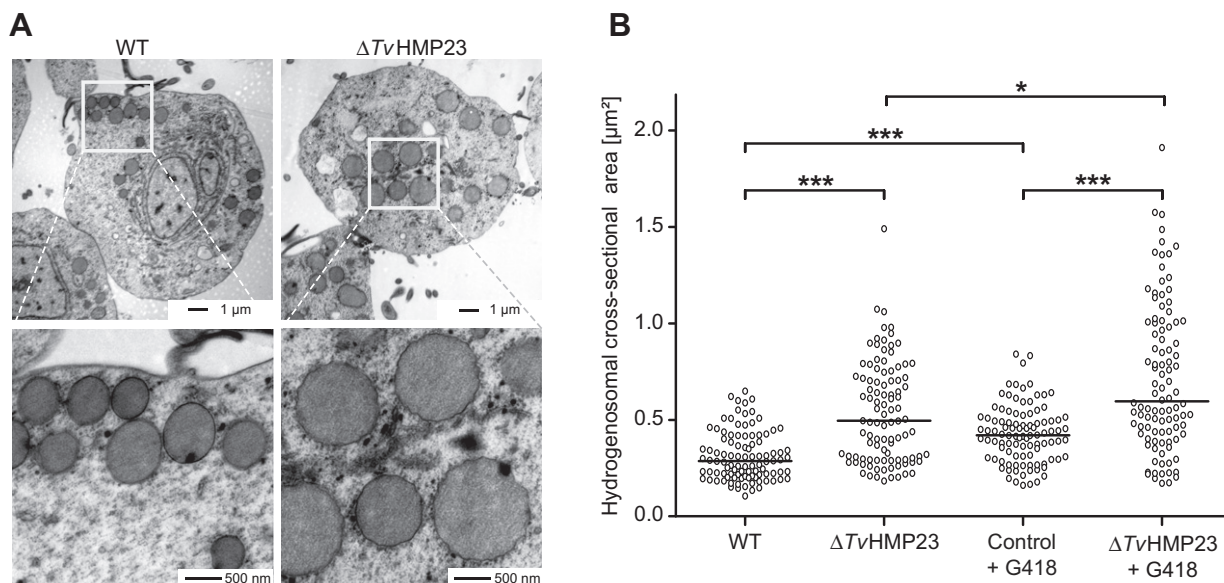 A
WT
ΔTvHMP23
1 µm
1 µm
500 nm
500 nm
B
Hydrogenosomal cross-sectional area [µm²]
2.0
1.5
1.0
0.5
0.0
*
***
***
***
WT
ΔTvHMP23
Control
+ G418
ΔTvHMP23
+ G418